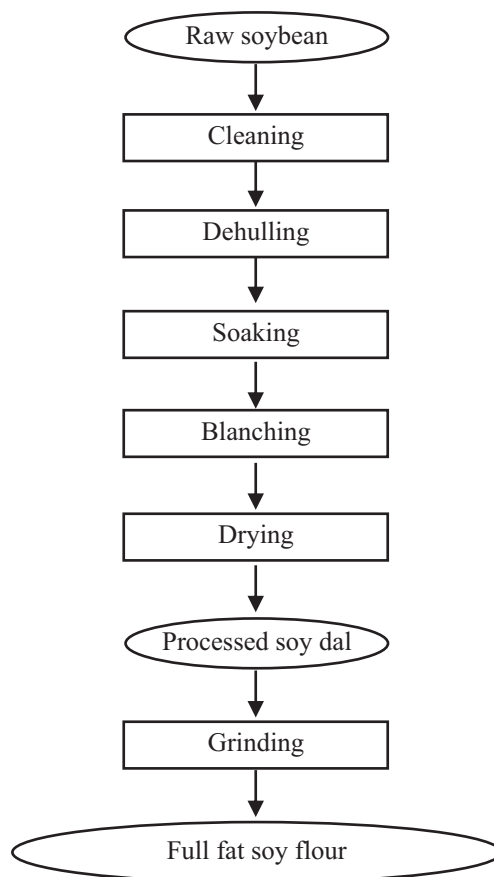 Raw soybean
Cleaning
Dehulling
Soaking
Blanching
Drying
Processed soy dal
Grinding
Full fat soy flour